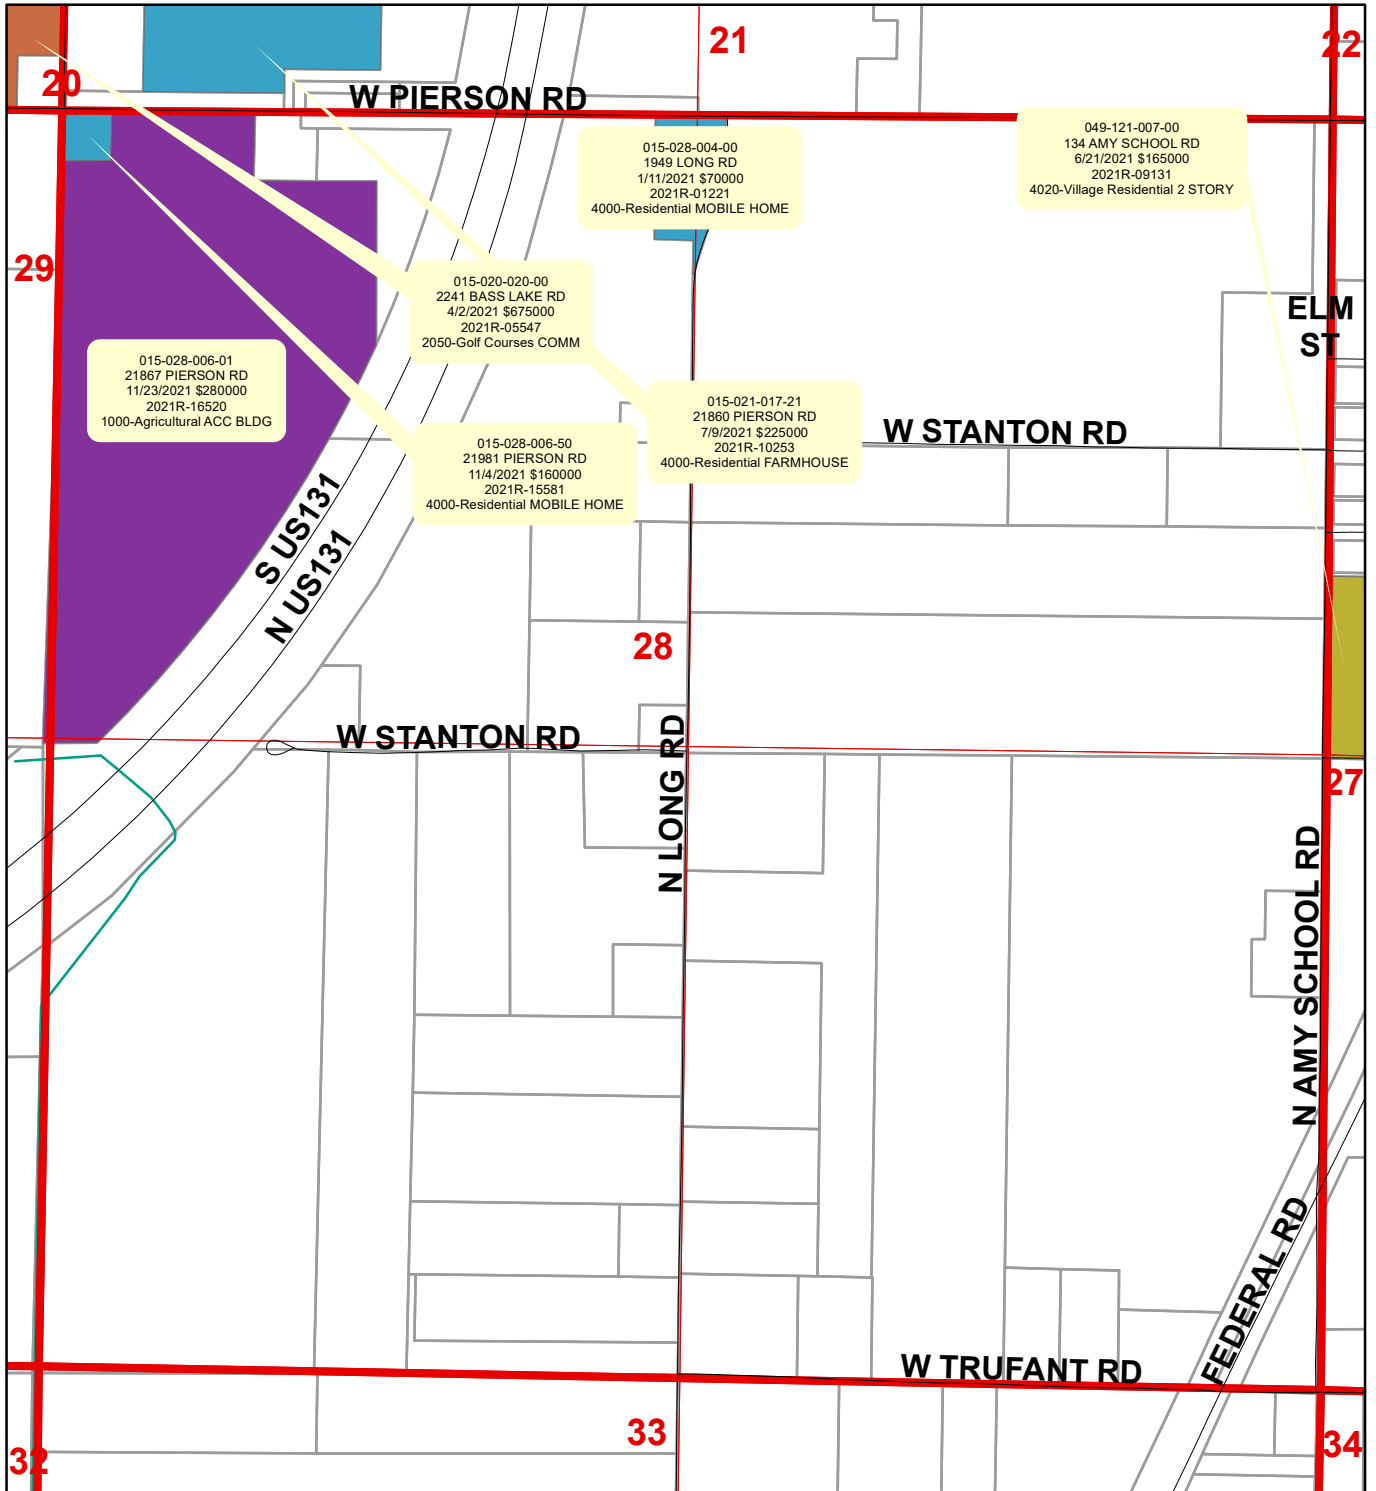 21
22
20
W PIERSON RD
015-028-004-00
1949 LONG RD
1/11/2021 $70000
2021R-01221
4000-Residential MOBILE HOME
049-121-007-00
134 AMY SCHOOL RD
6/21/2021 $165000
2021R-09131
4020-Village Residential 2 STORY
29
015-020-020-00
2241 BASS LAKE RD
4/2/2021 $675000
2021R-05547
2050-Golf Courses COMM
ELM
ST
015-028-006-01
21867 PIERSON RD
11/23/2021 $280000
2021R-16520
1000-Agricultural ACC BLDG
015-021-017-21
21860 PIERSON RD
7/9/2021 $225000
2021R-10253
4000-Residential FARMHOUSE
W STANTON RD
015-028-006-50
21981 PIERSON RD
11/4/2021 $160000
2021R-15581
4000-Residential MOBILE HOME
S US131
N US131
28
W STANTON RD
N LONG RD
27
N AMY SCHOOL RD
FEDERAL RD
W TRUFANT RD
33
32
34